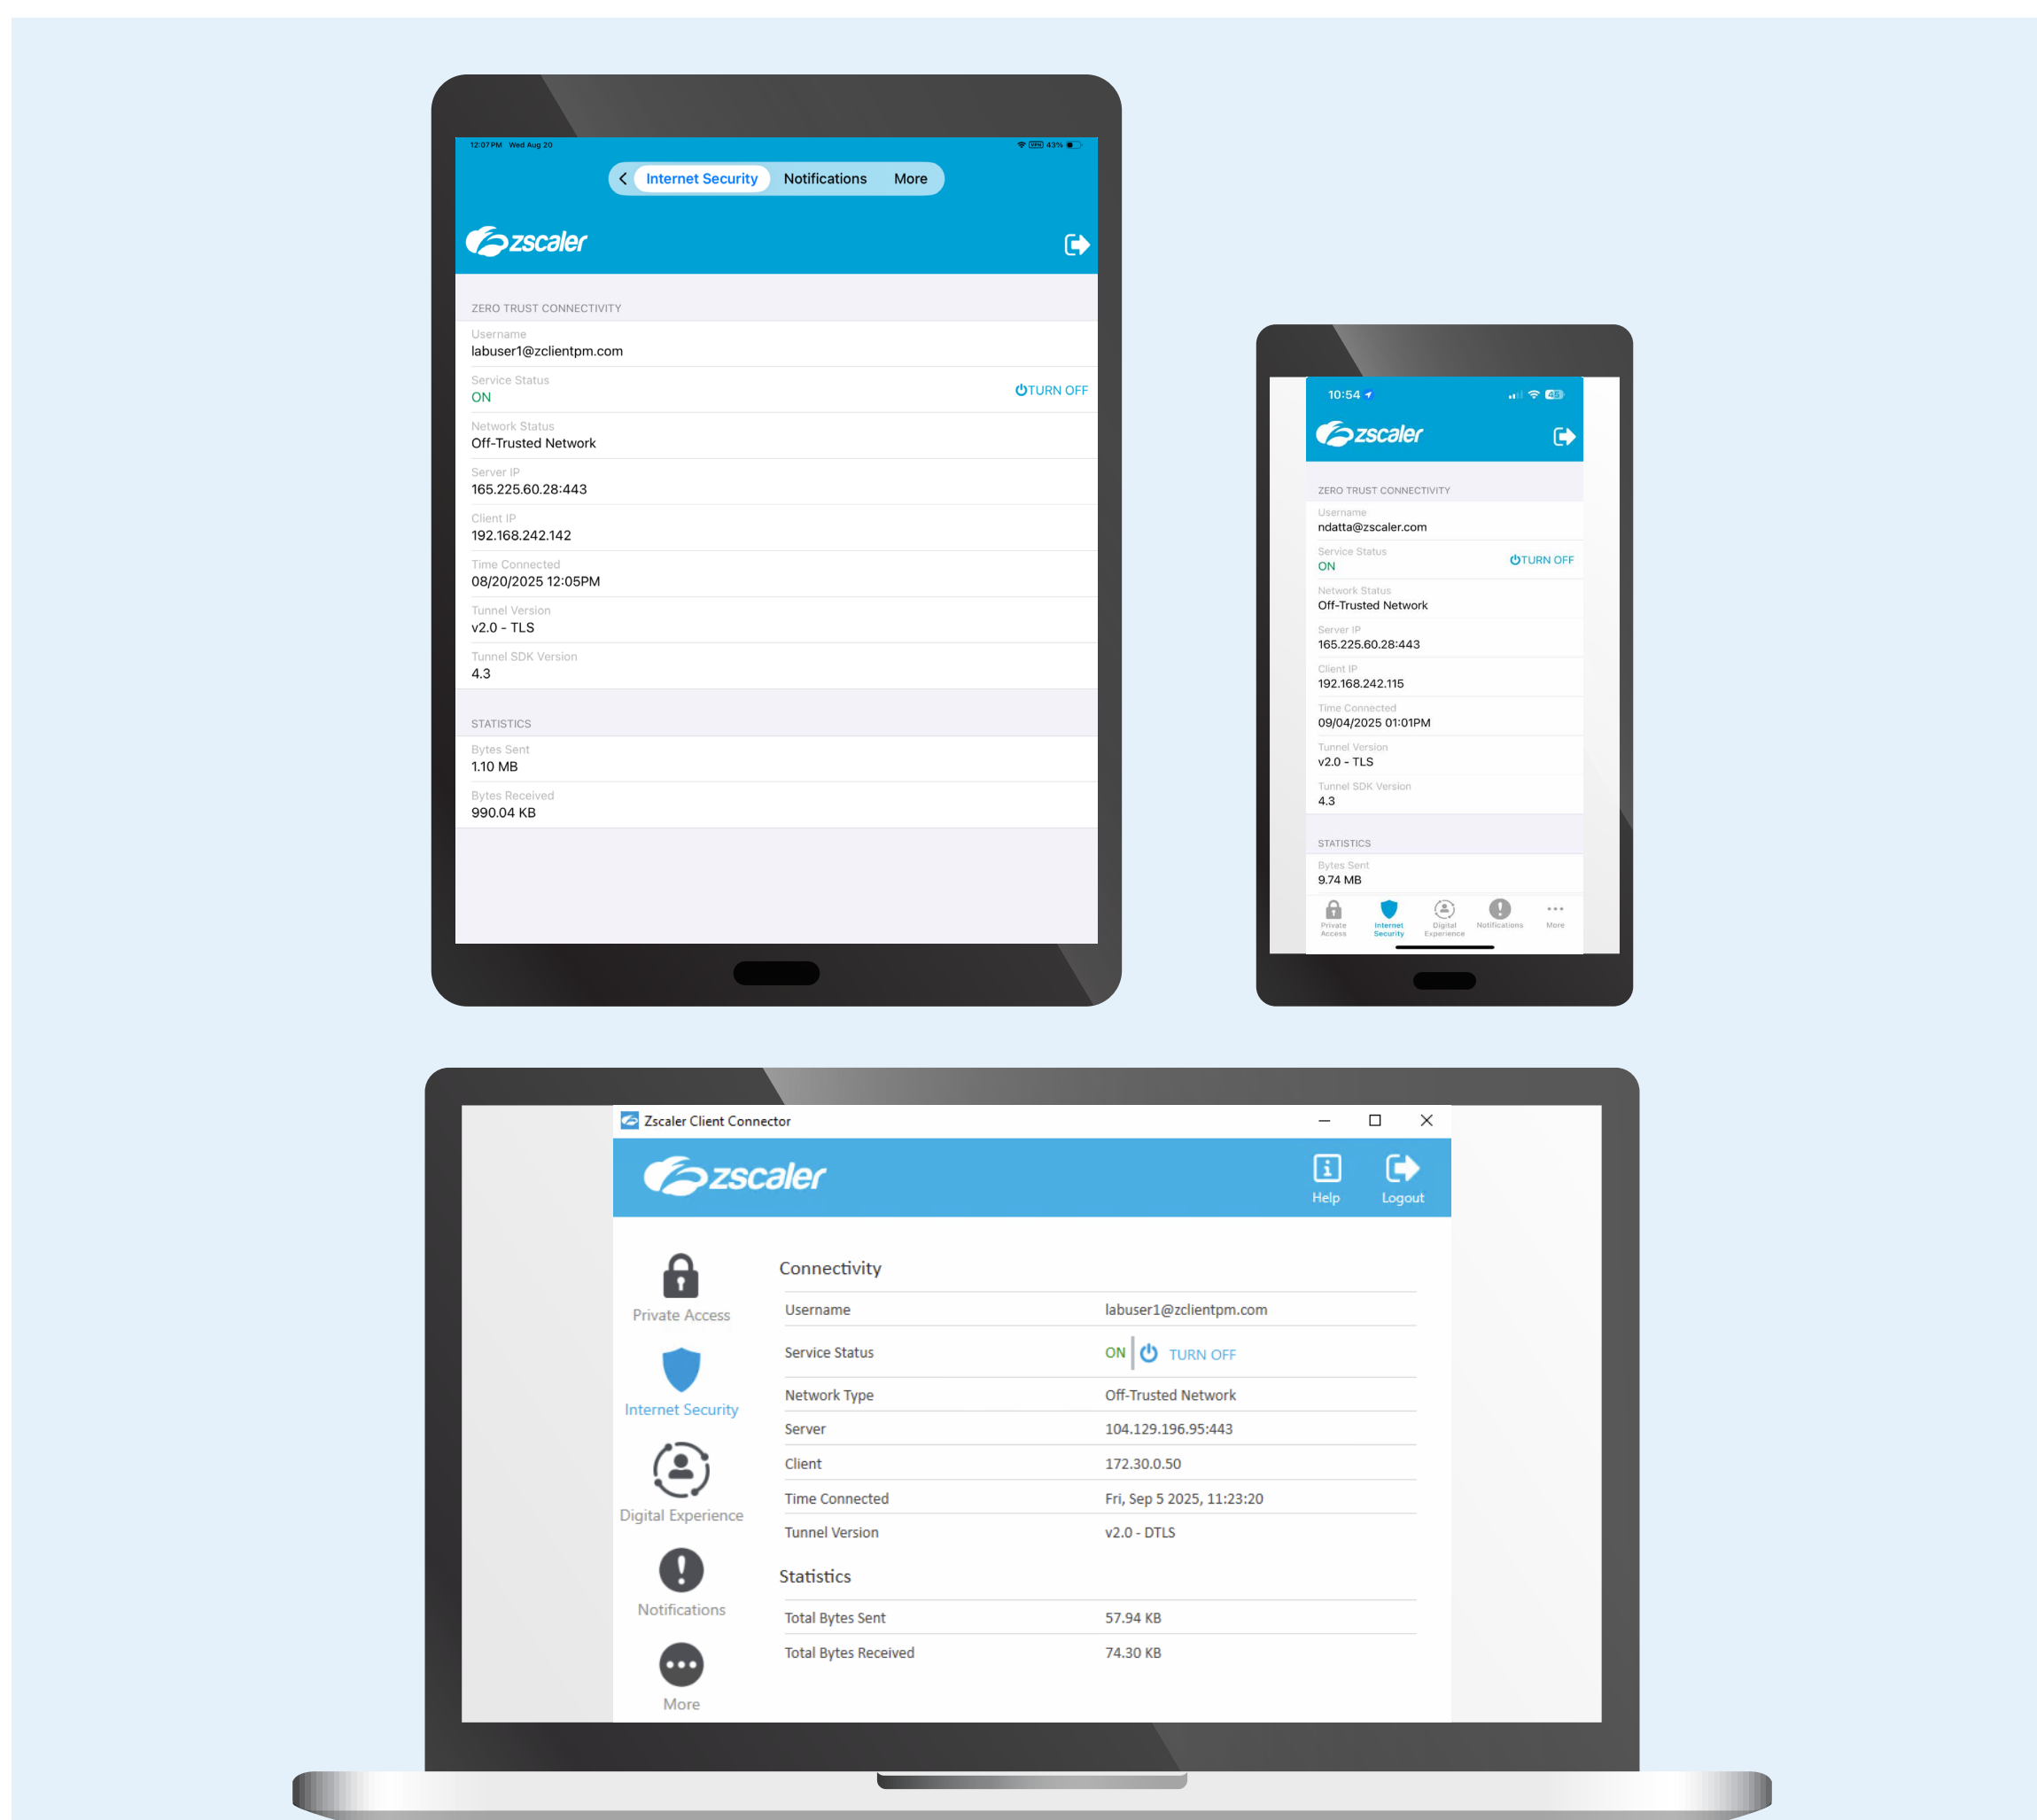 12:07 PM Wed Aug 20
VPN 43%
Internet Security Notifications More
zscaler
ZERO TRUST CONNECTIVITY
Username
labuser1@zclientpm.com
Service Status
ON
TURN OFF
Network Status
Off-Trusted Network
Server IP
165.225.60.28:443
Client IP
192.168.242.142
Time Connected
08/20/2025 12:05PM
Tunnel Version
v2.0 - TLS
Tunnel SDK Version
4.3
STATISTICS
Bytes Sent
1.10 MB
Bytes Received
990.04 KB
10:54
45
zscaler
ZERO TRUST CONNECTIVITY
Username
ndatta@zscaler.com
Service Status
ON
TURN OFF
Network Status
Off-Trusted Network
Server IP
165.225.60.28:443
Client IP
192.168.242.115
Time Connected
09/04/2025 01:01PM
Tunnel Version
v2.0 - TLS
Tunnel SDK Version
4.3
STATISTICS
Bytes Sent
9.74 MB
Private Access
Internet Security
Digital Experience
Notifications
More
Zscaler Client Connector
zscaler
Help
Logout
Private Access
Internet Security
Digital Experience
Notifications
More
Connectivity
Username labuser1@zclientpm.com
Service Status ON TURN OFF
Network Type Off-Trusted Network
Server 104.129.196.95:443
Client 172.30.0.50
Time Connected Fri, Sep 5 2025, 11:23:20
Tunnel Version v2.0 - DTLS
Statistics
Total Bytes Sent 57.94 KB
Total Bytes Received 74.30 KB